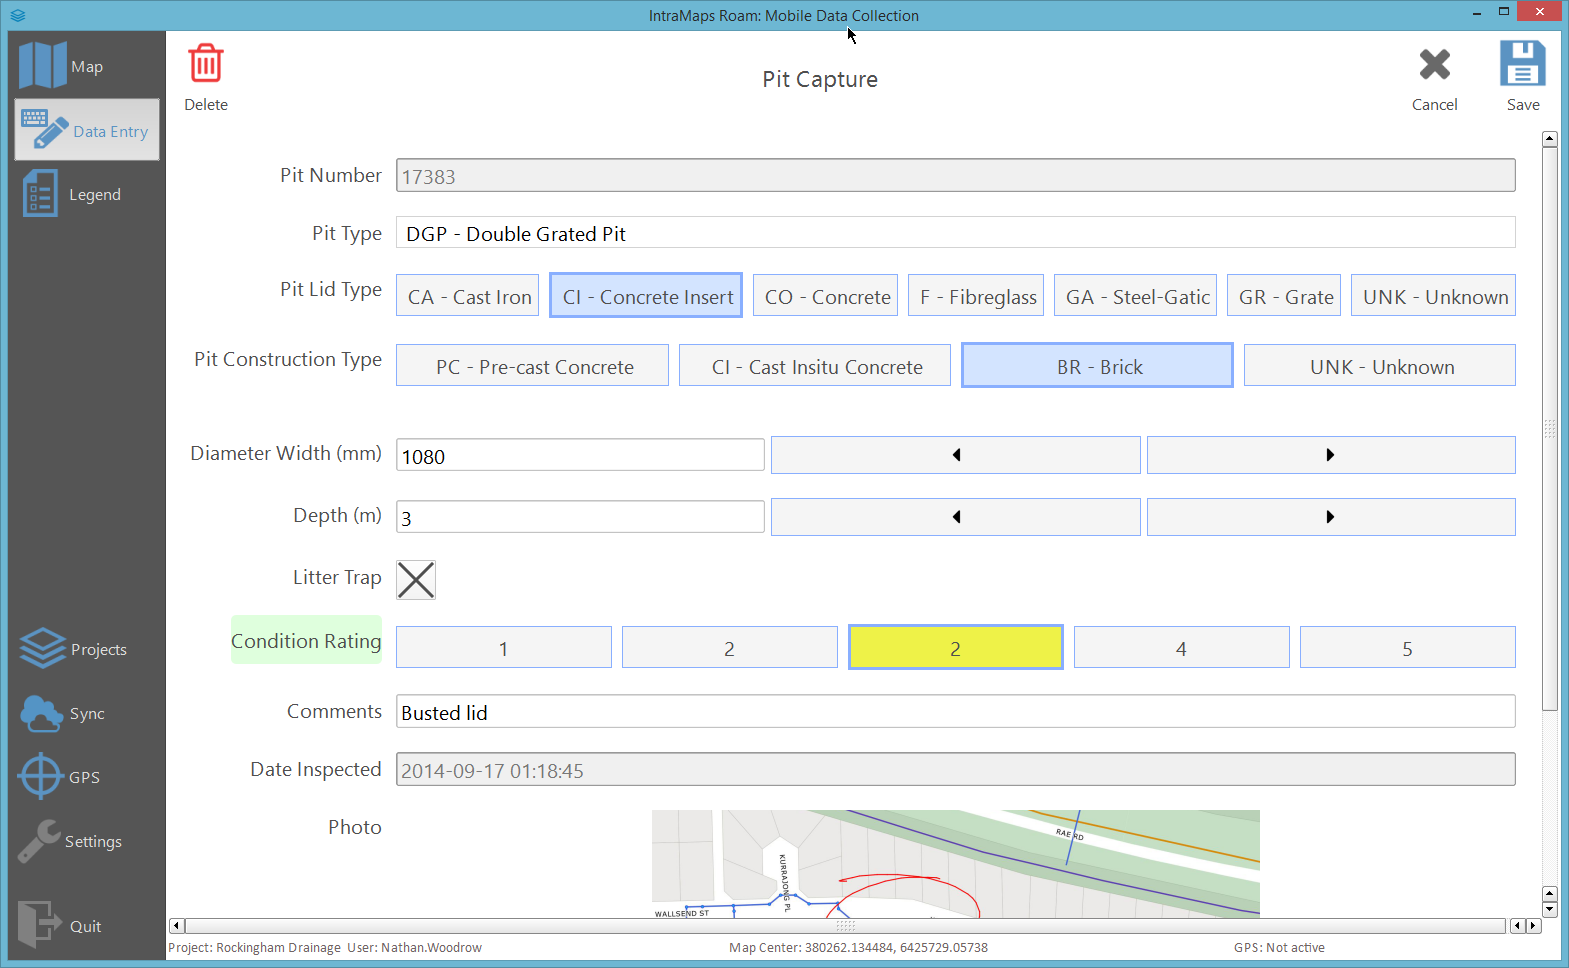 IntraMaps Roam: Mobile Data Collection
Map
Data Entry
Legend
Projects
Sync
GPS
Settings
Quit
Delete
Pit Capture
Cancel
Save
Pit Number 17383
Pit Type DGP - Double Grated Pit
Pit Lid Type CA - Cast Iron CI - Concrete Insert CO - Concrete F - Fibreglass GA - Steel-Gatic GR - Grate UNK - Unknown
Pit Construction Type PC - Pre-cast Concrete CI - Cast Insitu Concrete BR - Brick UNK - Unknown
Diameter Width (mm) 1080
Depth (m) 3
Litter Trap
Condition Rating 1 2 2 4 5
Comments Busted lid
Date Inspected 2014-09-17 01:18:45
Photo
RAE RD
KURRAJONG PL
WALLSEND ST
Project: Rockingham Drainage User: Nathan.Woodrow Map Center: 380262.134484, 6425729.05738 GPS: Not active